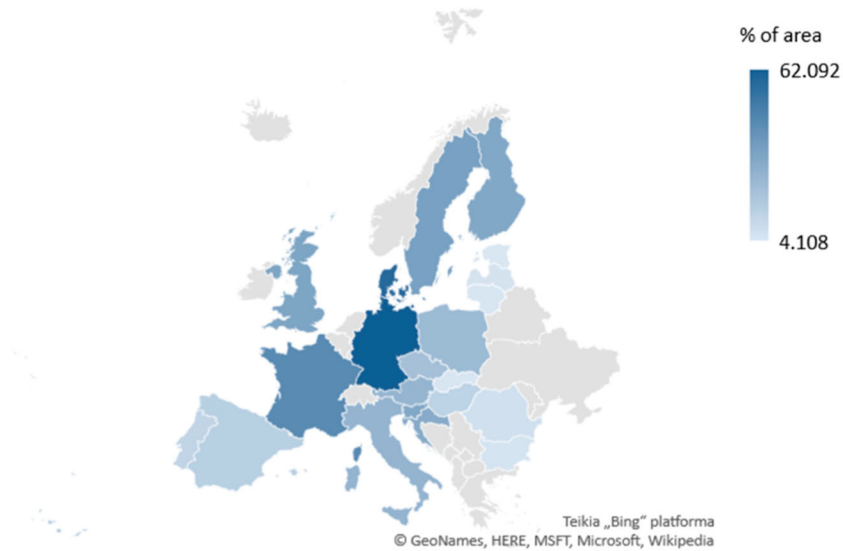 % of area
62.092
4.108
Teikia „Bing“ platforma
© GeoNames, HERE, MSFT, Microsoft, Wikipedia